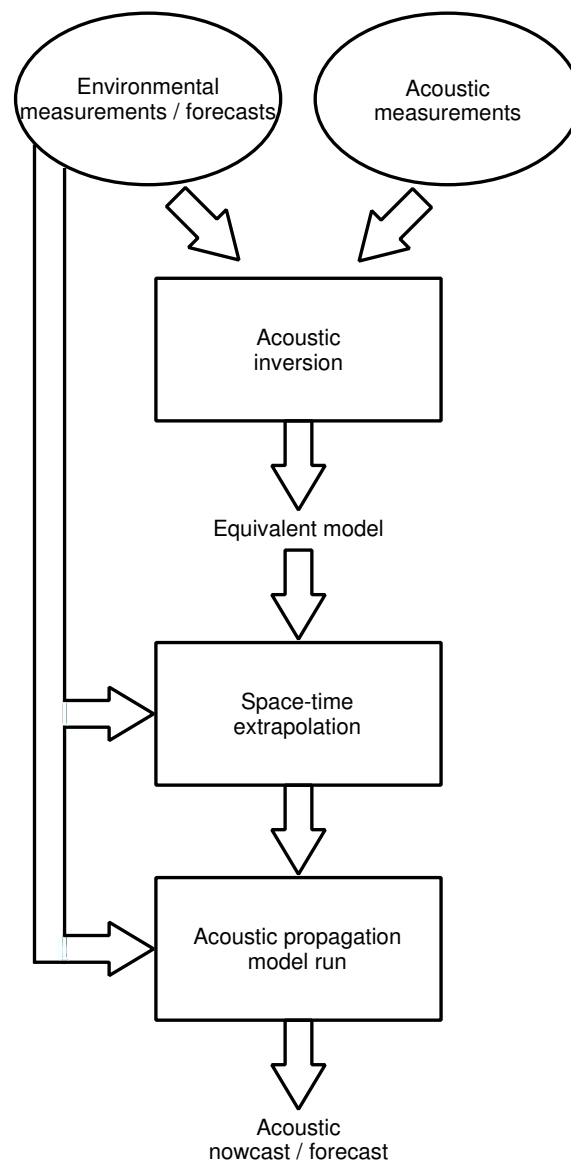 Environmental
measurements / forecasts
Acoustic
measurements
Acoustic
inversion
Equivalent model
Space-time
extrapolation
Acoustic propagation
model run
Acoustic
nowcast / forecast